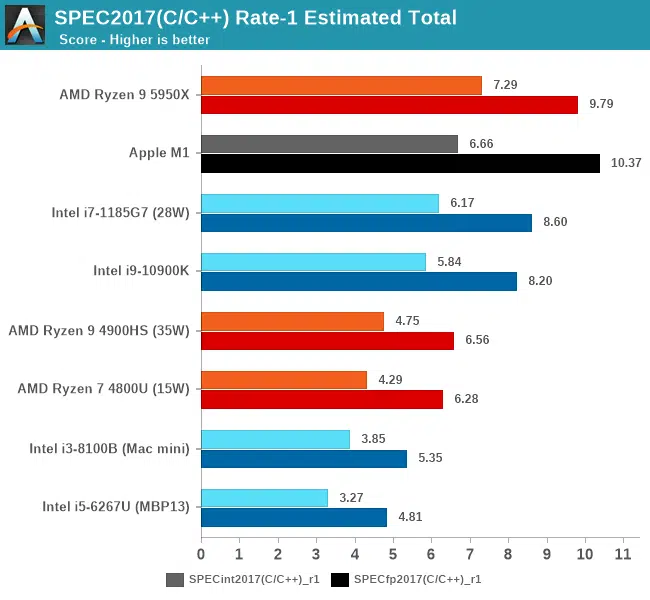 SPEC2017(C/C++) Rate-1 Estimated Total
Score - Higher is better
AMD Ryzen 9 5950X 7.29
9.79
Apple M1 6.66
10.37
Intel i7-1185G7 (28W) 6.17
8.60
Intel i9-10900K 5.84
8.20
AMD Ryzen 9 4900HS (35W) 4.75
6.56
AMD Ryzen 7 4800U (15W) 4.29
6.28
Intel i3-8100B (Mac mini) 3.85
5.35
Intel i5-6267U (MBP13) 3.27
4.81
0 1 2 3 4 5 6 7 8 9 10 11
SPECint2017(C/C++)_r1 SPECfp2017(C/C++)_r1